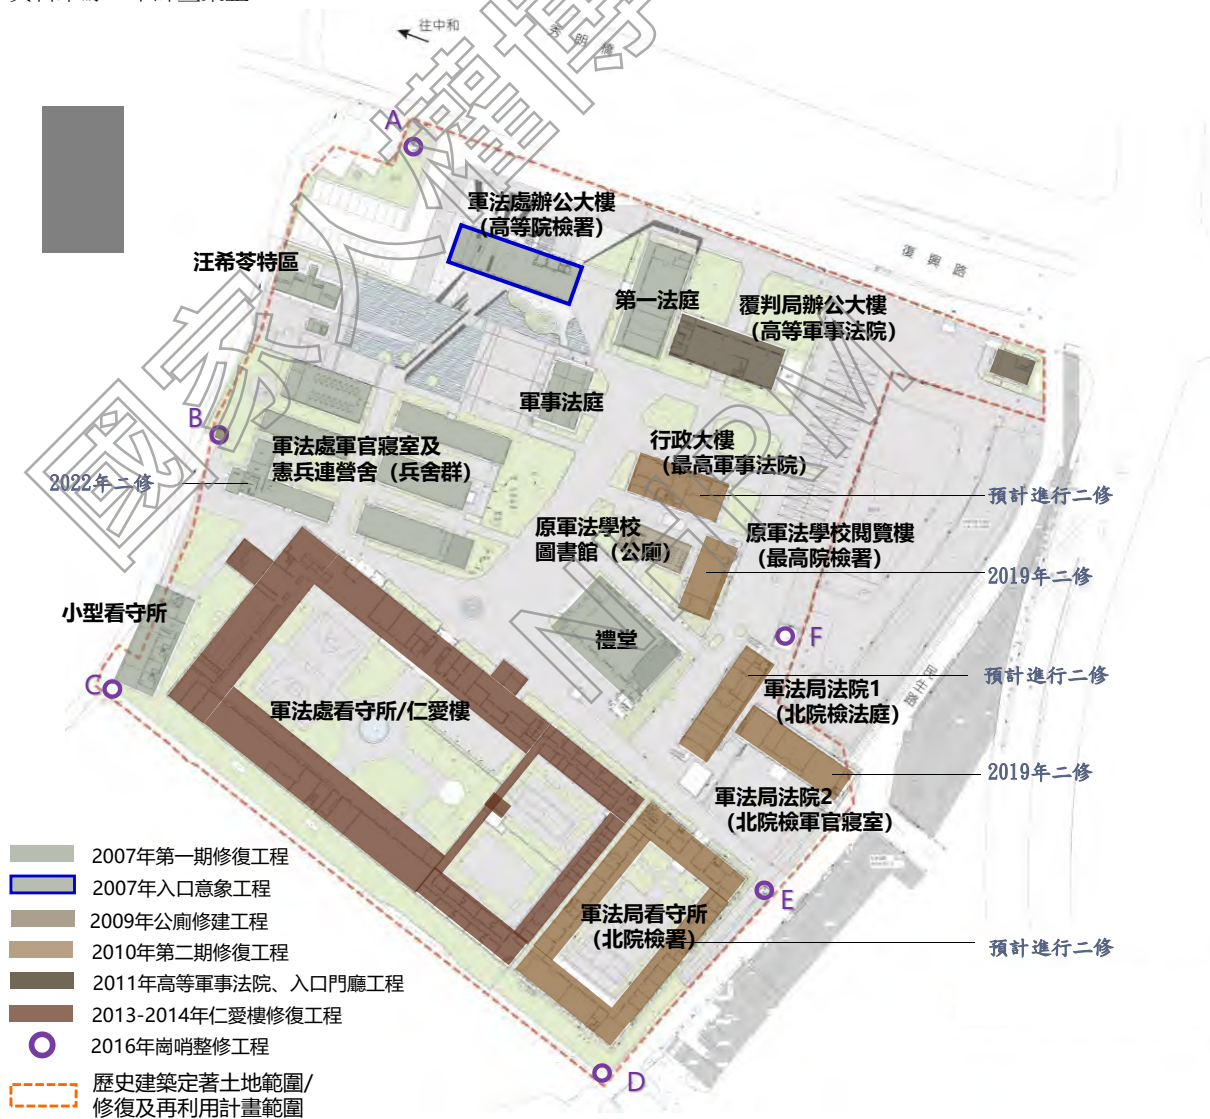 往中和
秀朗橋
A
軍法處辦公大樓
(高等院檢署)
復興路
汪希苓特區
第一法庭
覆判局辦公大樓
(高等軍事法院)
軍事法庭
B
軍法處軍官寢室及
憲兵連營舍（兵舍群）
行政大樓
(最高軍事法院)
2022年二修
預計進行二修
原軍法學校
圖書館（公廁）
原軍法學校閱覽樓
(最高院檢署)
2019年二修
小型看守所
禮堂
F
民主路
C
軍法處看守所/仁愛樓
軍法局法院1
(北院檢法庭)
預計進行二修
2019年二修
軍法局法院2
(北院檢軍官寢室)
E
軍法局看守所
(北院檢署)
預計進行二修
D
2007年第一期修復工程
2007年入口意象工程
2009年公廁修建工程
2010年第二期修復工程
2011年高等軍事法院、入口門廳工程
2013-2014年仁愛樓修復工程
2016年崗哨整修工程
歷史建築定著土地範圍/
修復及再利用計畫範圍
國家人權博
NHRM